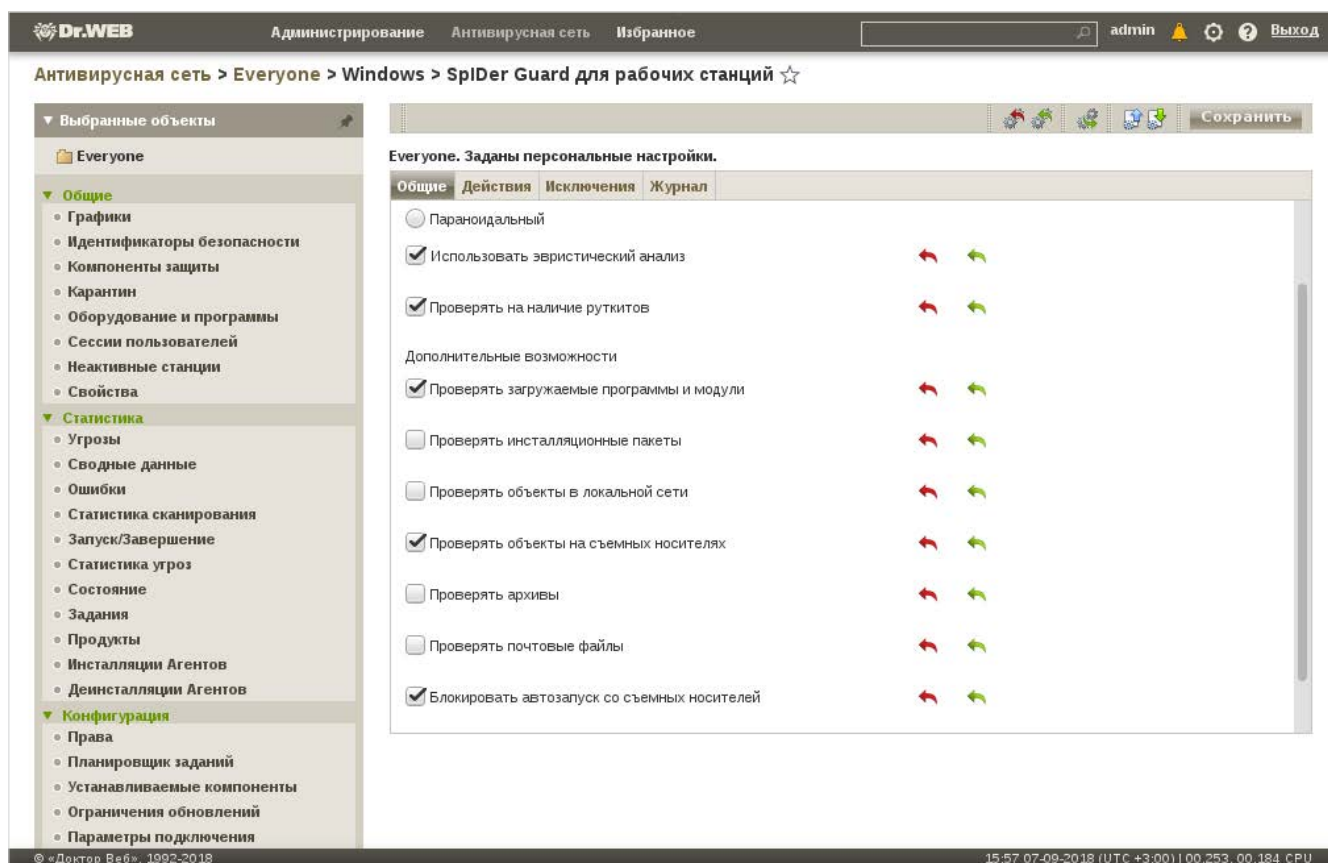 Dr.WEB
Администрирование Антивирусная сеть Избранное
admin
Выход
Антивирусная сеть > Everyone > Windows > SpIDer Guard для рабочих станций
Выбранные объекты
Everyone
Общие
Графики
Идентификаторы безопасности
Компоненты защиты
Карантин
Оборудование и программы
Сессии пользователей
Неактивные станции
Свойства
Статистика
Угрозы
Сводные данные
Ошибки
Статистика сканирования
Запуск/Завершение
Статистика угроз
Состояние
Задания
Продукты
Инсталляции Агентов
Деинсталляции Агентов
Конфигурация
Права
Планировщик заданий
Устанавливаемые компоненты
Ограничения обновлений
Параметры подключения
Сохранить
Everyone. Заданы персональные настройки.
Общие Действия Исключения Журнал
Параноидальный
Использовать эвристический анализ
Проверять на наличие руткитов
Дополнительные возможности
Проверять загружаемые программы и модули
Проверять инсталляционные пакеты
Проверять объекты в локальной сети
Проверять объекты на съемных носителях
Проверять архивы
Проверять почтовые файлы
Блокировать автозапуск со съемных носителей
© «Доктор Веб», 1992-2018
15:57 07-09-2018 (UTC +3:00) | 00.253, 00.184 CPU